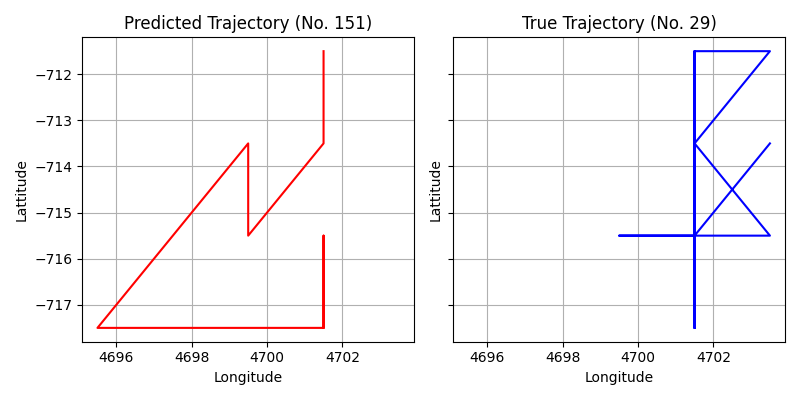 Predicted Trajectory (No. 151)
True Trajectory (No. 29)
−712
−713
−714
−715
−716
−717
Lattitude
Lattitude
4696 4698 4700 4702
4696 4698 4700 4702
Longitude
Longitude